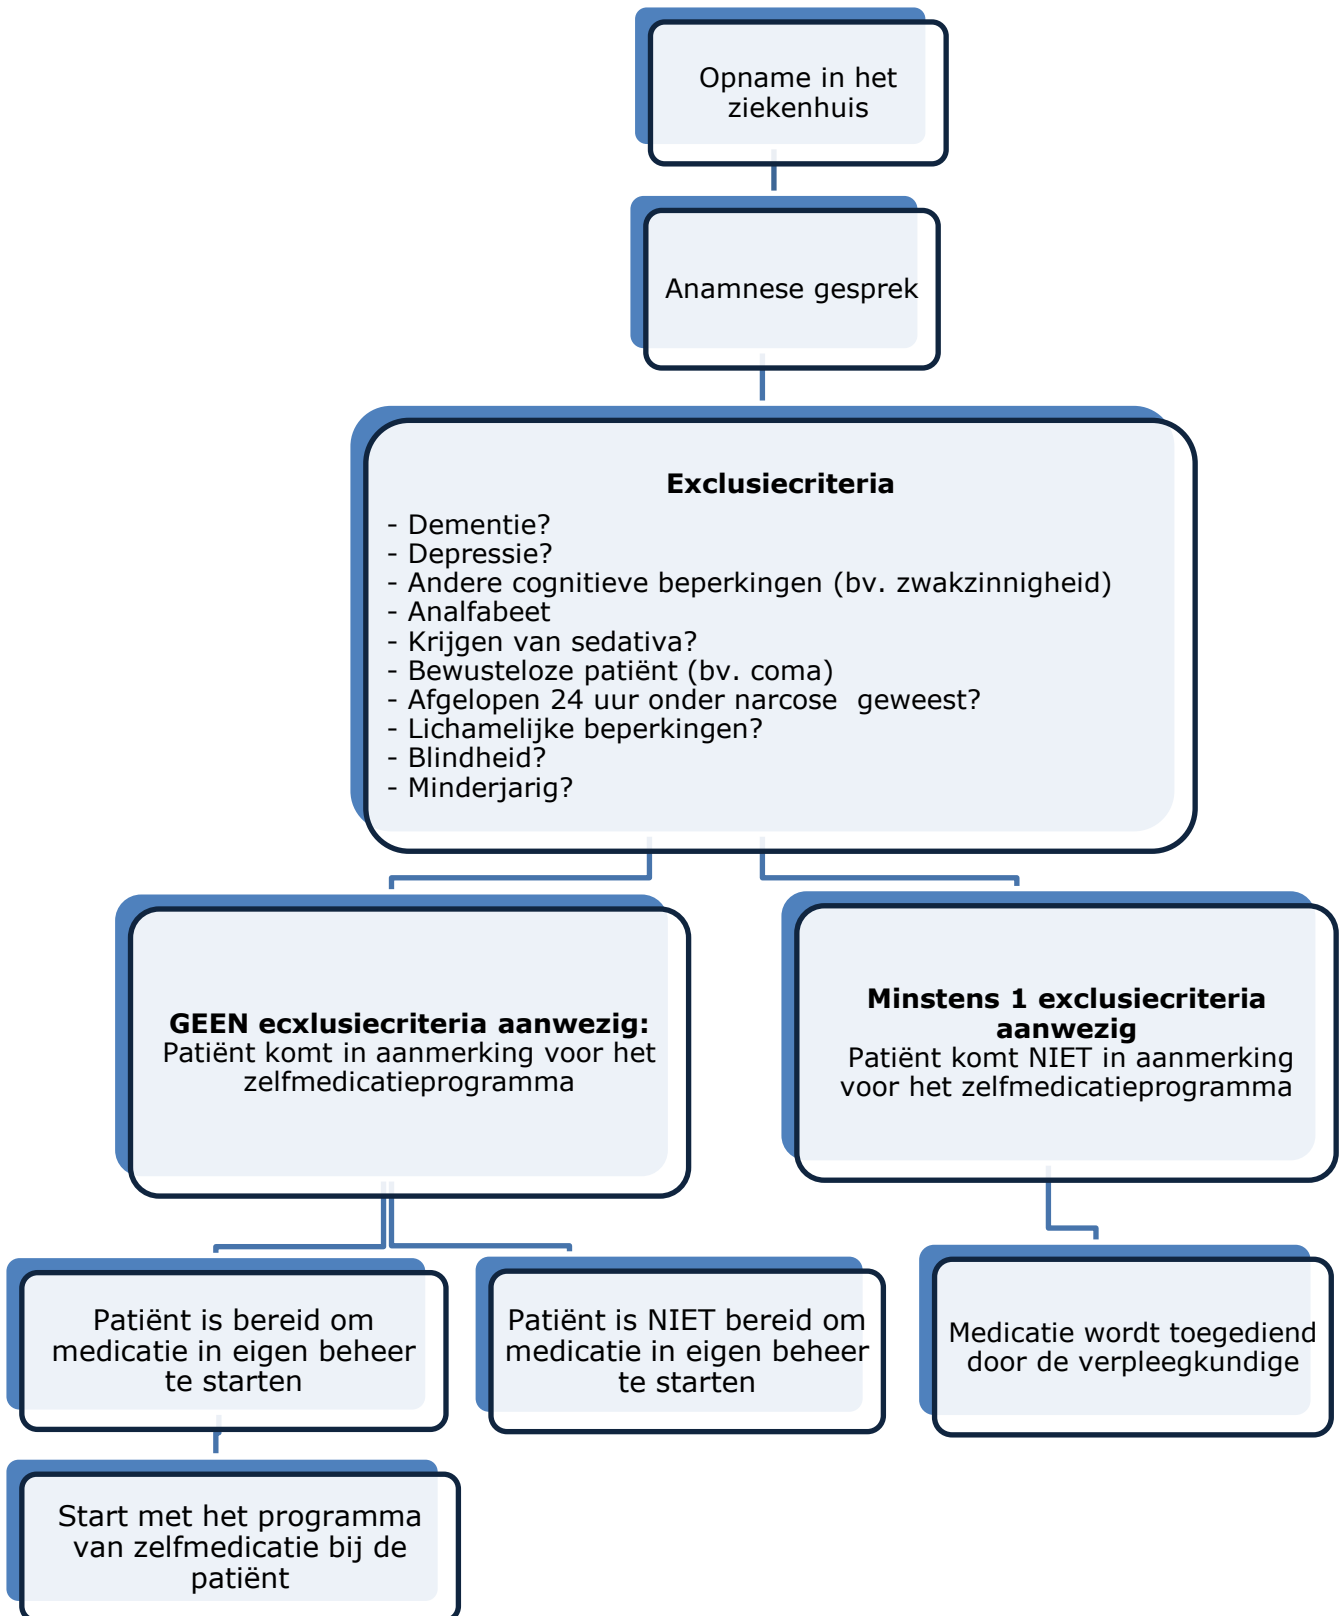 Opname in het
ziekenhuis
Anamnese gesprek
Exclusiecriteria
- Dementie?
- Depressie?
- Andere cognitieve beperkingen (bv. zwakzinnigheid)
- Analfabeet
- Krijgen van sedativa?
- Bewusteloze patiënt (bv. coma)
- Afgelopen 24 uur onder narcose  geweest?
- Lichamelijke beperkingen?
- Blindheid?
- Minderjarig?
GEEN ecxlusiecriteria aanwezig:
Patiënt komt in aanmerking voor het
zelfmedicatieprogramma
Minstens 1 exclusiecriteria
aanwezig
Patiënt komt NIET in aanmerking
voor het zelfmedicatieprogramma
Patiënt is bereid om
medicatie in eigen beheer
te starten
Patiënt is NIET bereid om
medicatie in eigen beheer
te starten
Medicatie wordt toegediend
door de verpleegkundige
Start met het programma
van zelfmedicatie bij de
patiënt